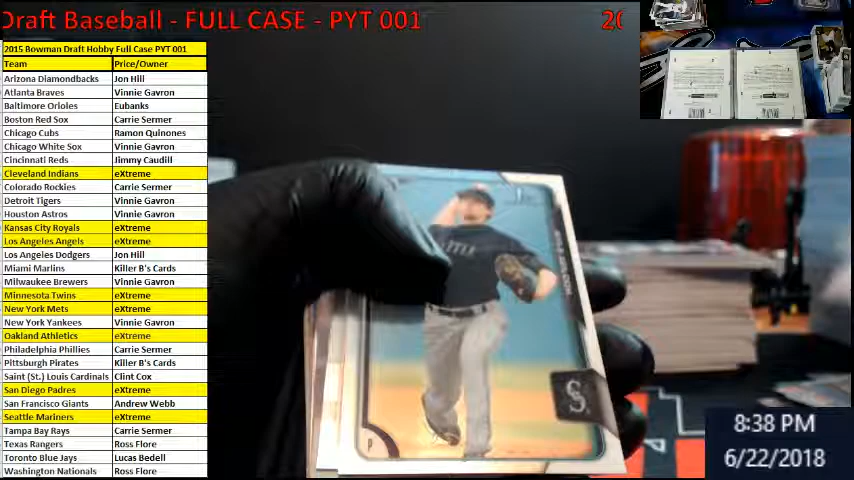 Draft Baseball - FULL CASE - PYT 001
2015 Bowman Draft Hobby Full Case PYT 001
Team Price/Owner
Arizona Diamondbacks Jon Hill
Atlanta Braves Vinnie Gavron
Baltimore Orioles Eubanks
Boston Red Sox Carrie Sermer
Chicago Cubs Ramon Quinones
Chicago White Sox Vinnie Gavron
Cincinnati Reds Jimmy Caudill
Cleveland Indians eXtreme
Colorado Rockies Carrie Sermer
Detroit Tigers Vinnie Gavron
Houston Astros Vinnie Gavron
Kansas City Royals eXtreme
Los Angeles Angels eXtreme
Los Angeles Dodgers Jon Hill
Miami Marlins Killer B's Cards
Milwaukee Brewers Vinnie Gavron
Minnesota Twins eXtreme
New York Mets eXtreme
New York Yankees Vinnie Gavron
Oakland Athletics eXtreme
Philadelphia Phillies Carrie Sermer
Pittsburgh Pirates Killer B's Cards
Saint (St.) Louis Cardinals Clint Cox
San Diego Padres eXtreme
San Francisco Giants Andrew Webb
Seattle Mariners eXtreme
Tampa Bay Rays Carrie Sermer
Texas Rangers Ross Flore
Toronto Blue Jays Lucas Bedell
Washington Nationals Ross Flore
P
8:38 PM
6/22/2018